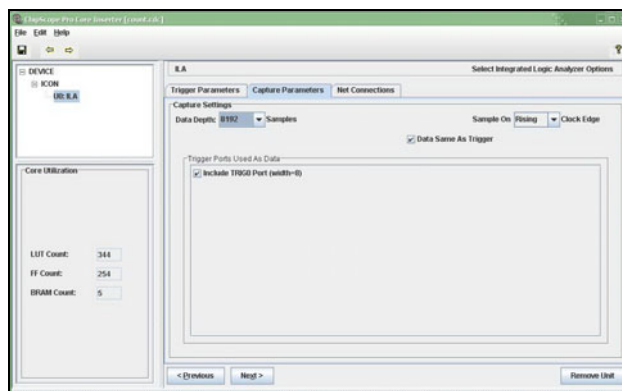 ChipScope Pro Core Inserter [count.cdc]
File Edit Help
DEVICE
ICON
U0: ILA
ILA
Select Integrated Logic Analyzer Options
Trigger Parameters
Capture Parameters
Net Connections
Capture Settings
Data Depth: 8192 Samples
Sample On Rising Clock Edge
Data Same As Trigger
Trigger Ports Used As Data
Include TRIG0 Port (width=8)
Core Utilization
LUT Count: 344
FF Count: 254
BRAM Count: 5
< Previous
Next >
Remove Unit